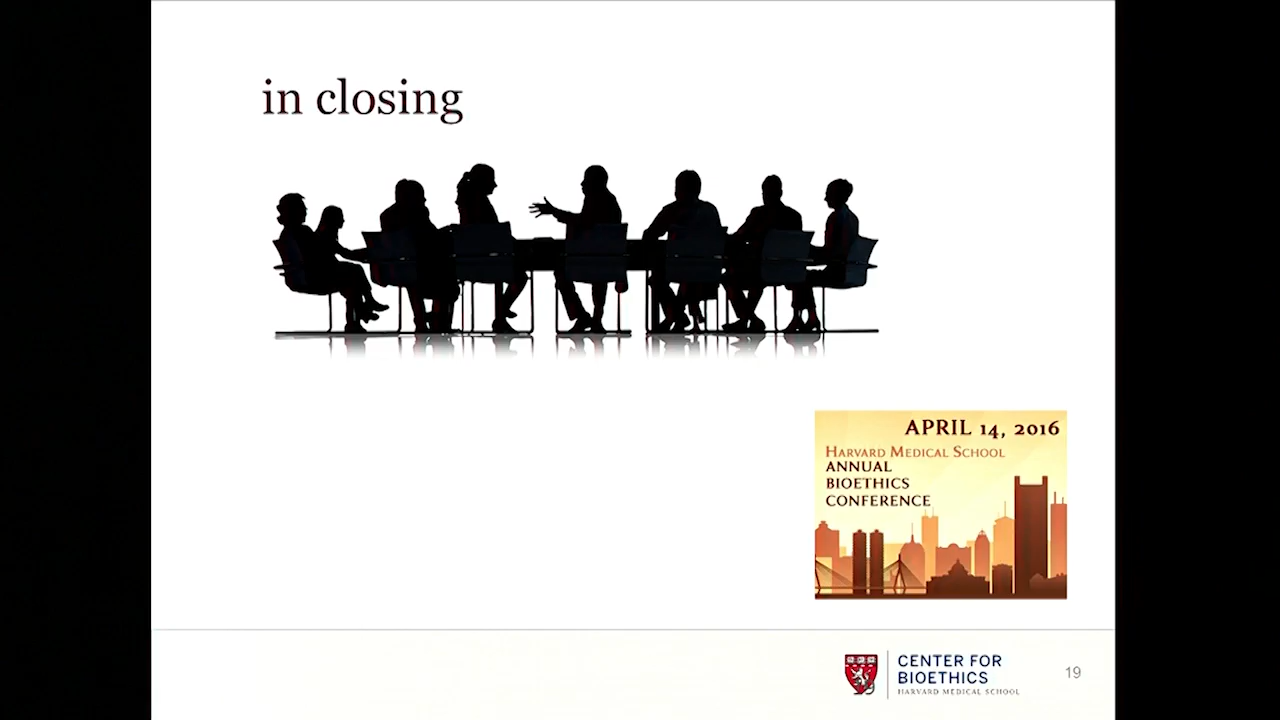 in closing
APRIL 14, 2016
HARVARD MEDICAL SCHOOL
ANNUAL
BIOETHICS
CONFERENCE
CENTER FOR
BIOETHICS
HARVARD MEDICAL SCHOOL
19